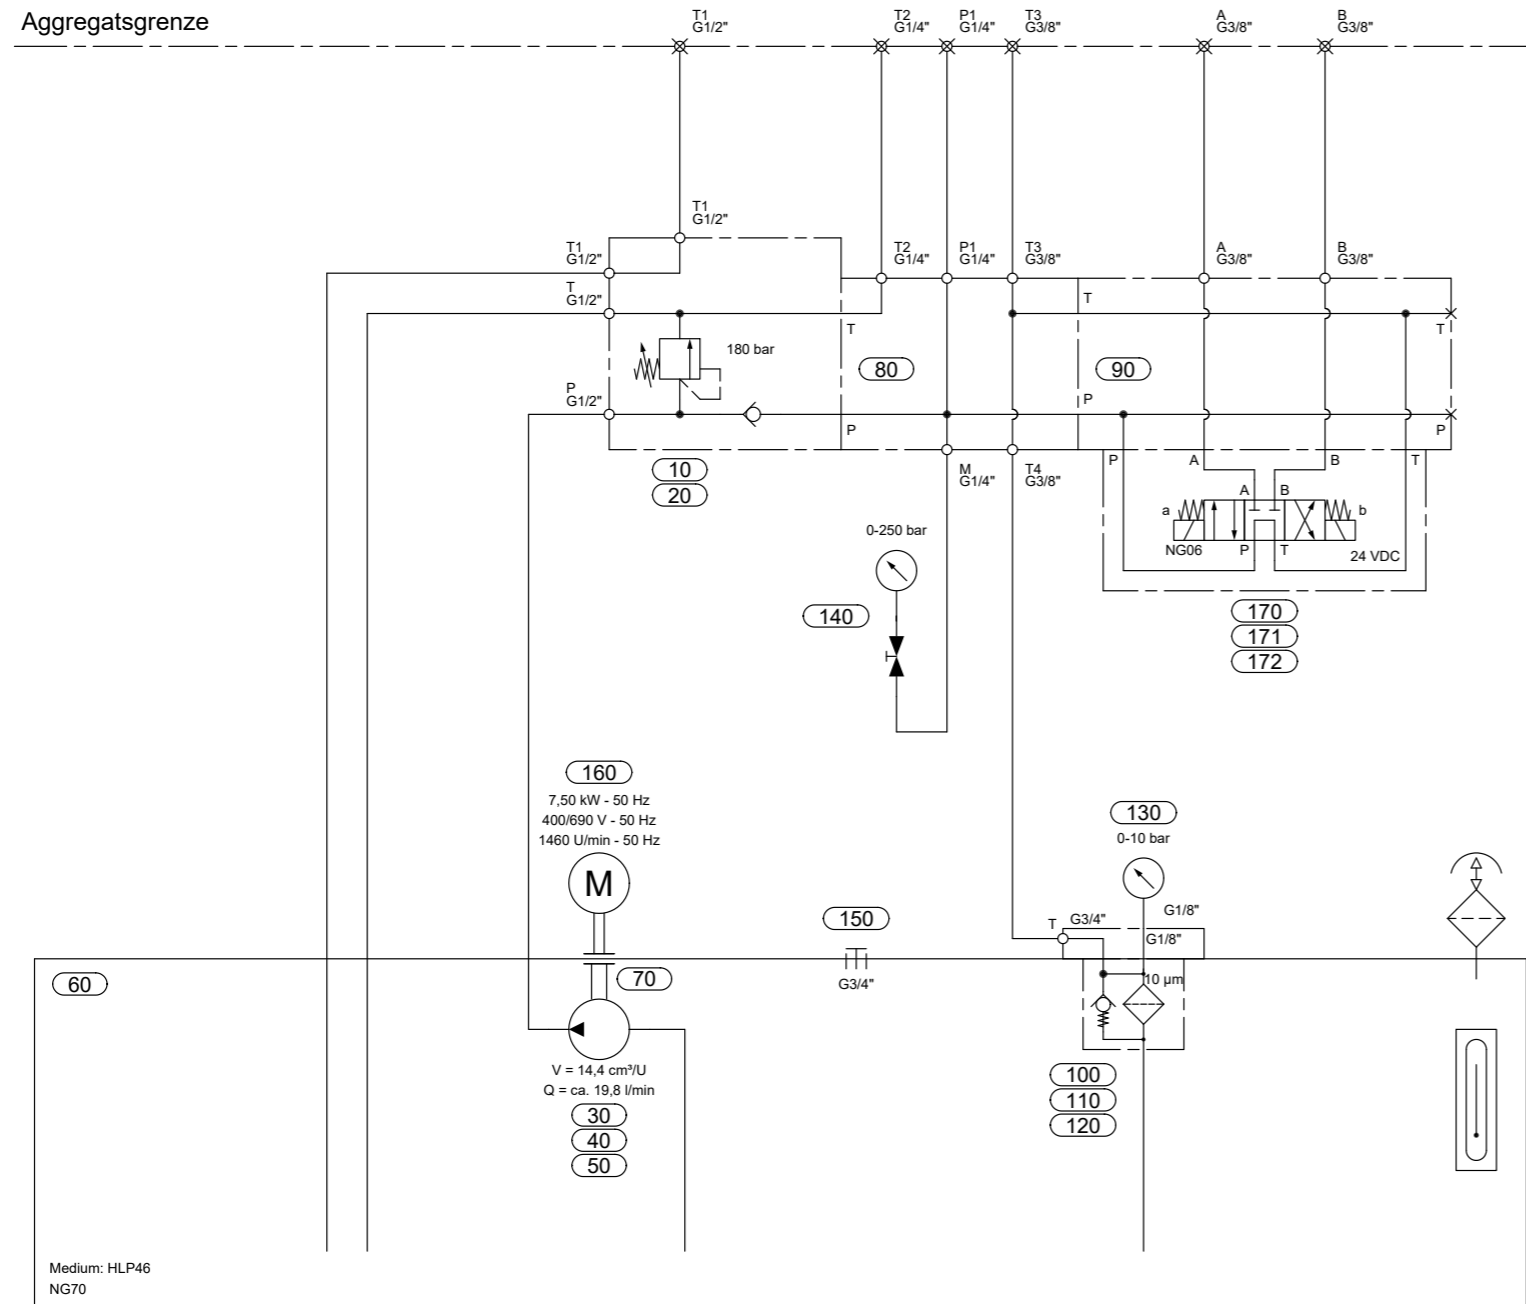 Aggregatsgrenze
T1
G1/2"
T2
G1/4"
P1
G1/4"
T3
G3/8"
A
G3/8"
B
G3/8"
T1
G1/2"
T1
G1/2"
T2
G1/4"
P1
G1/4"
T3
G3/8"
A
G3/8"
B
G3/8"
T
G1/2"
T
T
T
180 bar
80
90
P
G1/2"
P
P
P
10
20
M
G1/4"
T4
G3/8"
P
A
B
T
A
B
a
b
NG06
P
T
24 VDC
0-250 bar
140
170
171
172
160
7,50 kW - 50 Hz
400/690 V - 50 Hz
1460 U/min - 50 Hz
M
130
0-10 bar
150
G3/4"
T
G3/4"
G1/8"
G1/8"
10 µm
60
70
V = 14,4 cm³/U
Q = ca. 19,8 l/min
30
40
50
100
110
120
Medium: HLP46
NG70